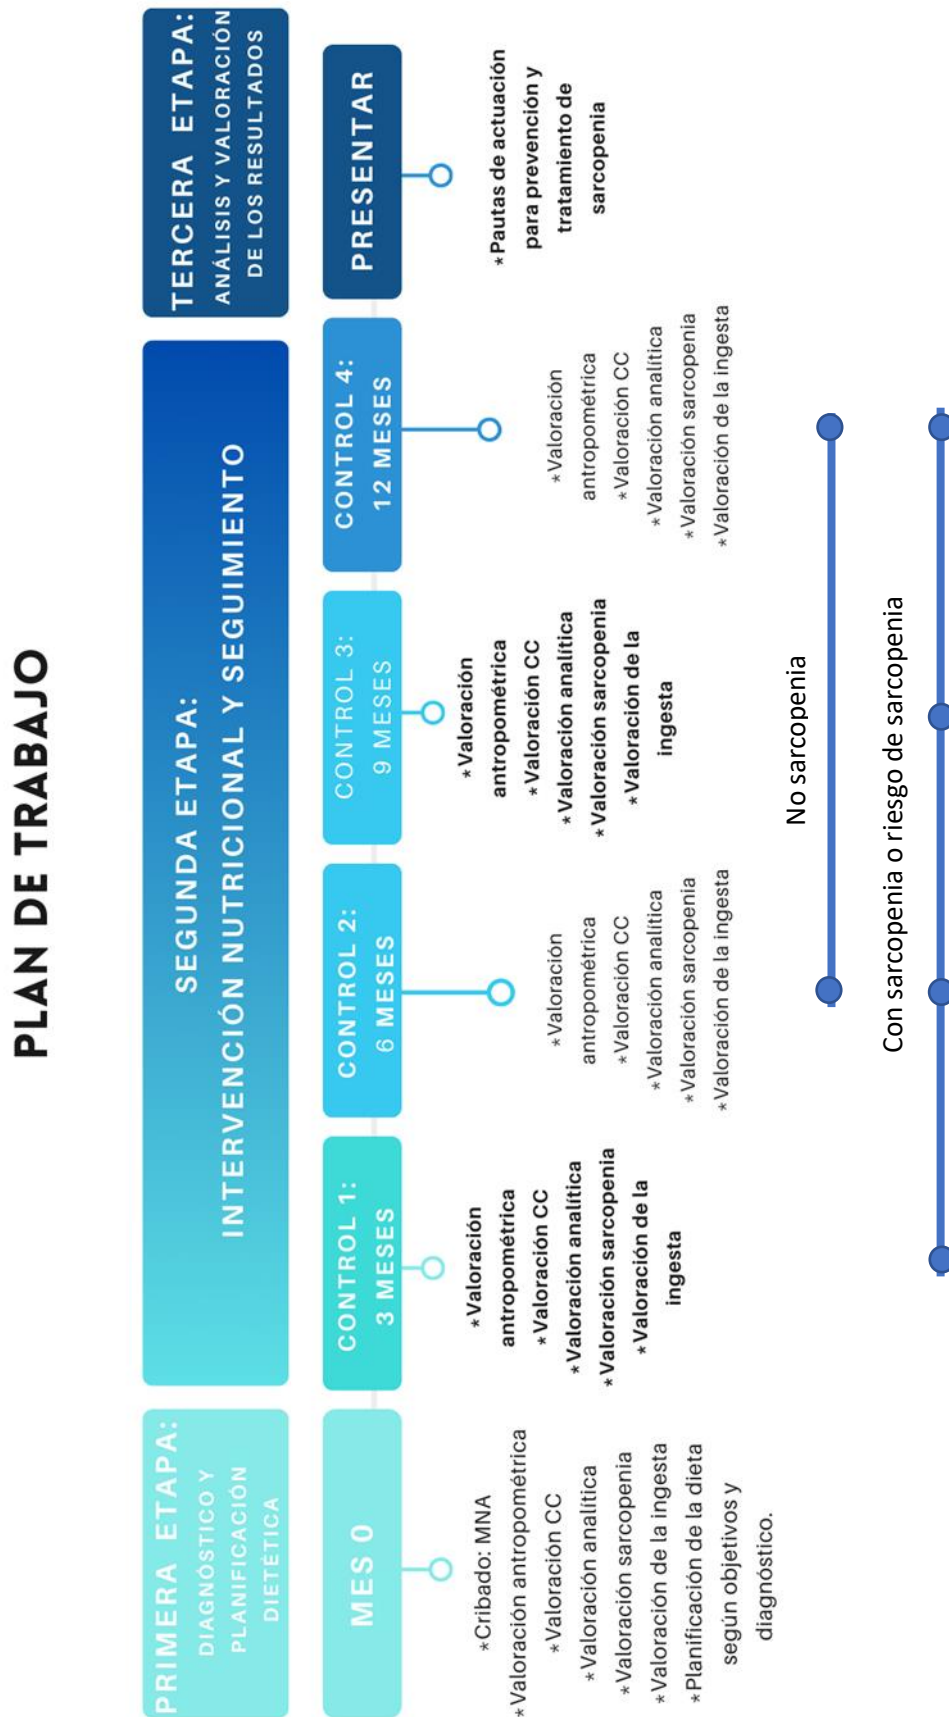 PLAN DE TRABAJO
PRIMERA ETAPA:
DIAGNÓSTICO Y
PLANIFICACIÓN
DIETÉTICA
SEGUNDA ETAPA:
INTERVENCIÓN NUTRICIONAL Y SEGUIMIENTO
TERCERA ETAPA:
ANÁLISIS Y VALORACIÓN
DE LOS RESULTADOS
MES 0
*Cribado: MNA
*Valoración antropométrica
*Valoración CC
*Valoración analítica
*Valoración sarcopenia
*Valoración de la ingesta
*Planificación de la dieta
según objetivos y
diagnóstico.
CONTROL 1:
3 MESES
*Valoración
antropométrica
*Valoración CC
*Valoración analítica
*Valoración sarcopenia
*Valoración de la
ingesta
CONTROL 2:
6 MESES
*Valoración
antropométrica
*Valoración CC
*Valoración analítica
*Valoración sarcopenia
*Valoración de la ingesta
CONTROL 3:
9 MESES
*Valoración
antropométrica
*Valoración CC
*Valoración analítica
*Valoración sarcopenia
*Valoración de la
ingesta
CONTROL 4:
12 MESES
*Valoración
antropométrica
*Valoración CC
*Valoración analítica
*Valoración sarcopenia
*Valoración de la ingesta
PRESENTAR
*Pautas de actuación
para prevención y
tratamiento de
sarcopenia
No sarcopenia
Con sarcopenia o riesgo de sarcopenia